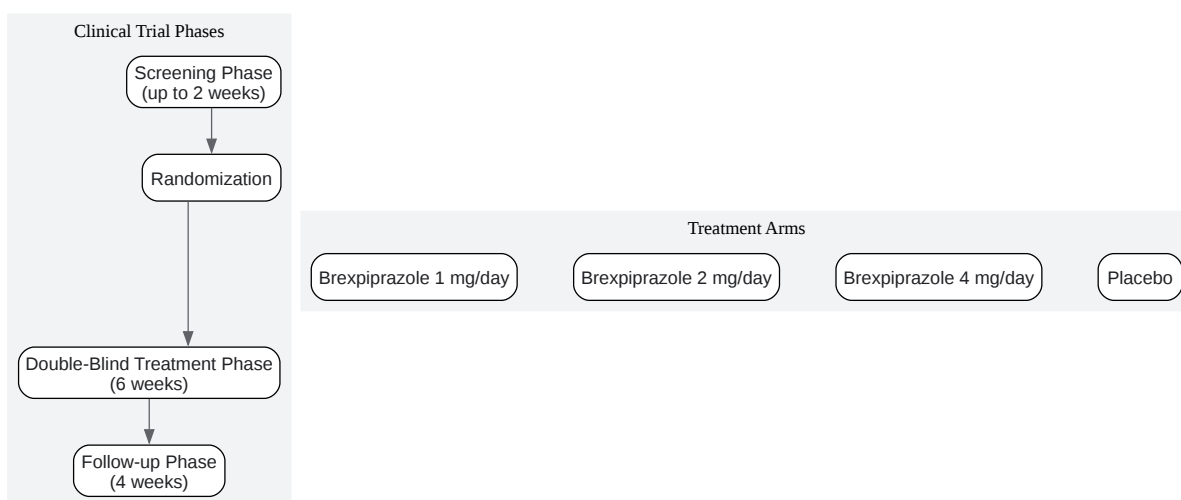 Clinical Trial Phases
Screening Phase
(up to 2 weeks)
Randomization
Treatment Arms
Brexpiprazole 1 mg/day
Brexpiprazole 2 mg/day
Brexpiprazole 4 mg/day
Placebo
Double-Blind Treatment Phase
(6 weeks)
Follow-up Phase
(4 weeks)